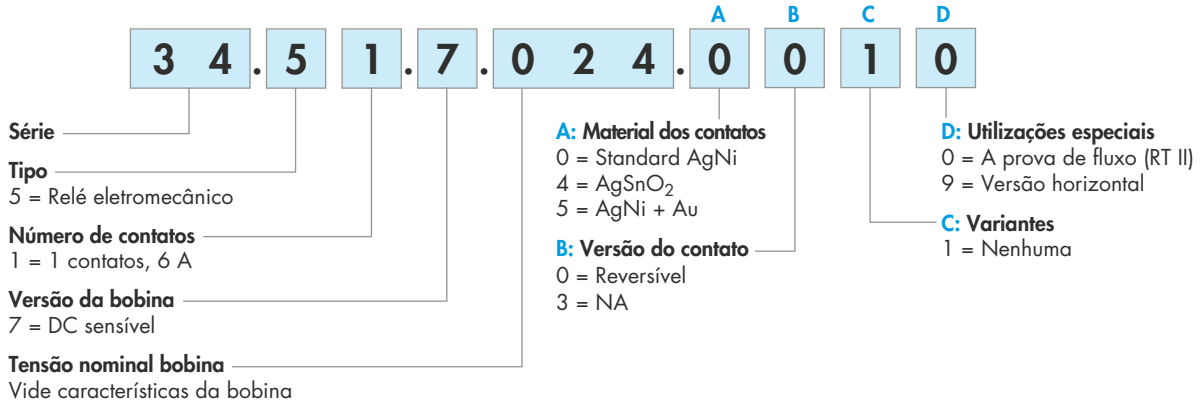 A B C D
3 4 . 5 1 . 7 . 0 2 4 . 0 0 1 0
Série
Tipo
5 = Relé eletromecânico
Número de contatos
1 = 1 contatos, 6 A
Versão da bobina
7 = DC sensível
Tensão nominal bobina
Vide características da bobina
A: Material dos contatos
0 = Standard AgNi
4 = AgSnO₂
5 = AgNi + Au
B: Versão do contato
0 = Reversível
3 = NA
D: Utilizações especiais
0 = A prova de fluxo (RT II)
9 = Versão horizontal
C: Variantes
1 = Nenhuma